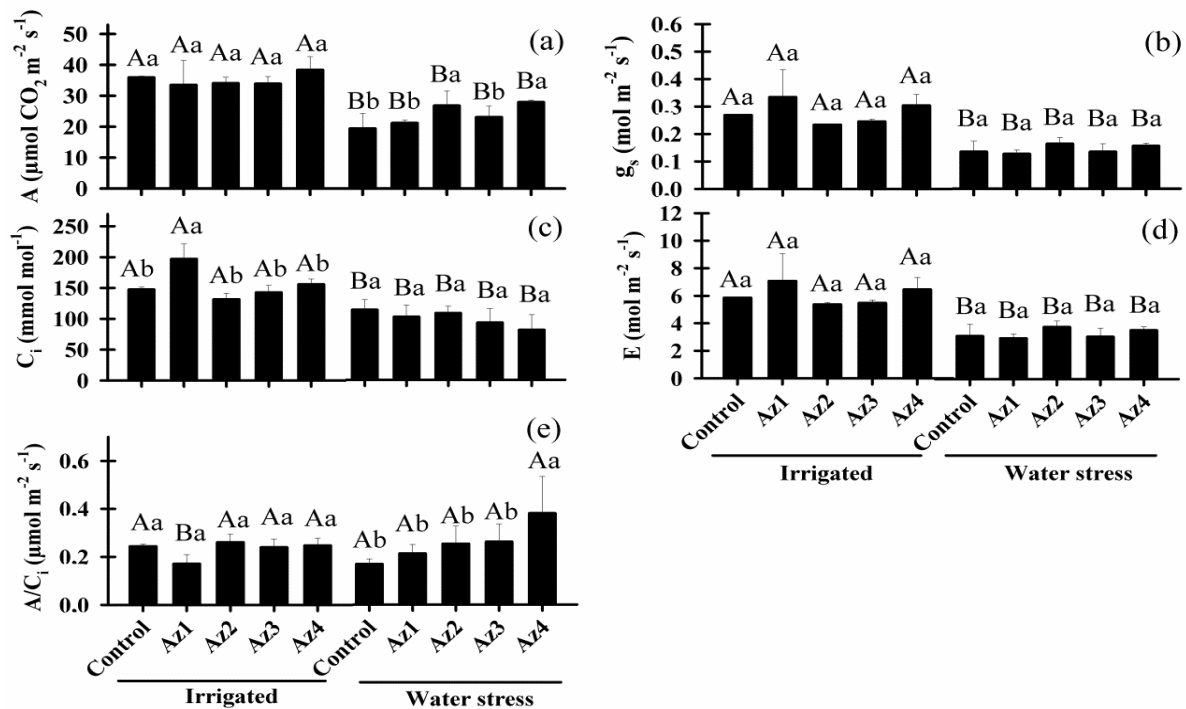 (a)
A (µmol CO2 m-2 s-1)
50
40
30
20
10
0
Aa Aa Aa Aa Aa Bb Bb Ba Bb Ba
(b)
gs (mol m-2 s-1)
0.6
0.5
0.4
0.3
0.2
0.1
0.0
Aa Aa Aa Aa Aa Ba Ba Ba Ba Ba
(c)
Ci (mmol mol-1)
250
200
150
100
50
0
Ab Aa Ab Ab Ab Ba Ba Ba Ba Ba
(d)
E (mol m-2 s-1)
12
10
8
6
4
2
0
Aa Aa Aa Aa Aa Ba Ba Ba Ba Ba
Control Az1 Az2 Az3 Az4 Control Az1 Az2 Az3 Az4
Irrigated Water stress
(e)
A/Ci (µmol m-2 s-1)
0.6
0.4
0.2
0.0
Aa Ba Aa Aa Aa Ab Ab Ab Ab Aa
Control Az1 Az2 Az3 Az4 Control Az1 Az2 Az3 Az4
Irrigated Water stress